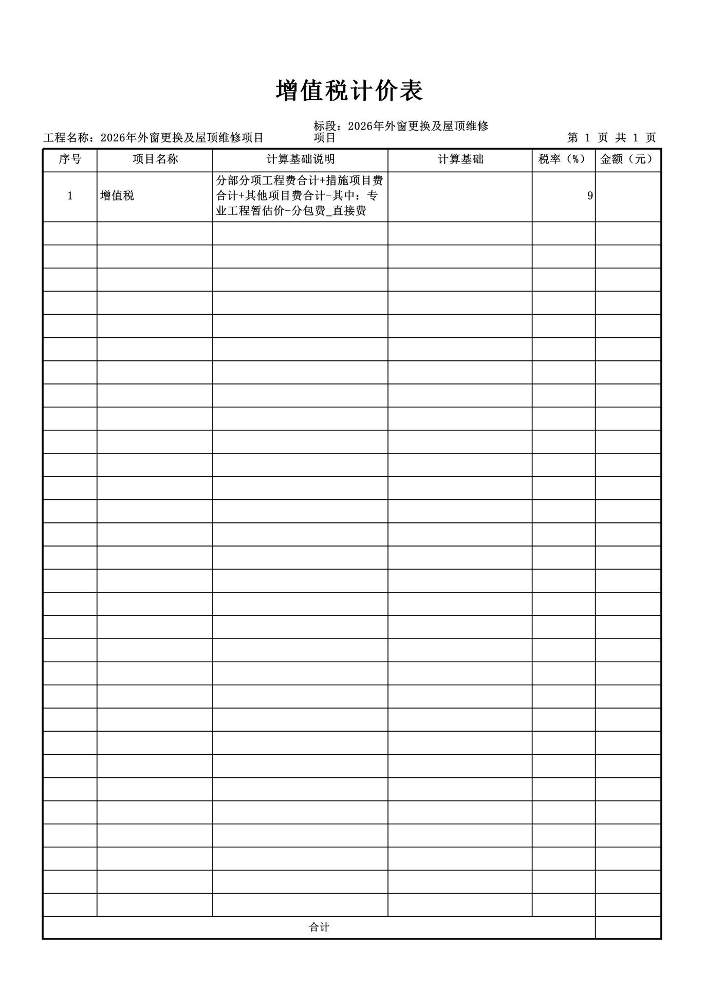 增值税计价表
工程名称：2026年外窗更换及屋顶维修项目
标段：2026年外窗更换及屋顶维修
项目
第 1 页 共 1 页
序号 项目名称 计算基础说明 计算基础 税率（%） 金额（元）
1 增值税 分部分项工程费合计+措施项目费
合计+其他项目费合计-其中：专
业工程暂估价-分包费_直接费
9
合计